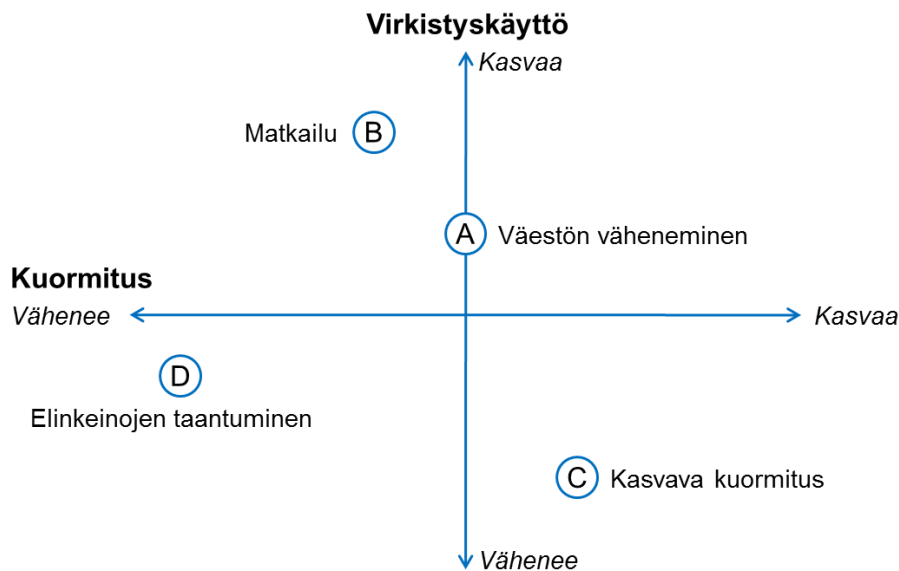 Virkistyskäyttö
Kasvaa
Matkailu B
A Väestön väheneminen
Kuormitus
Vähenee
Kasvaa
D
Elinkeinojen taantuminen
C Kasvava kuormitus
Vähenee